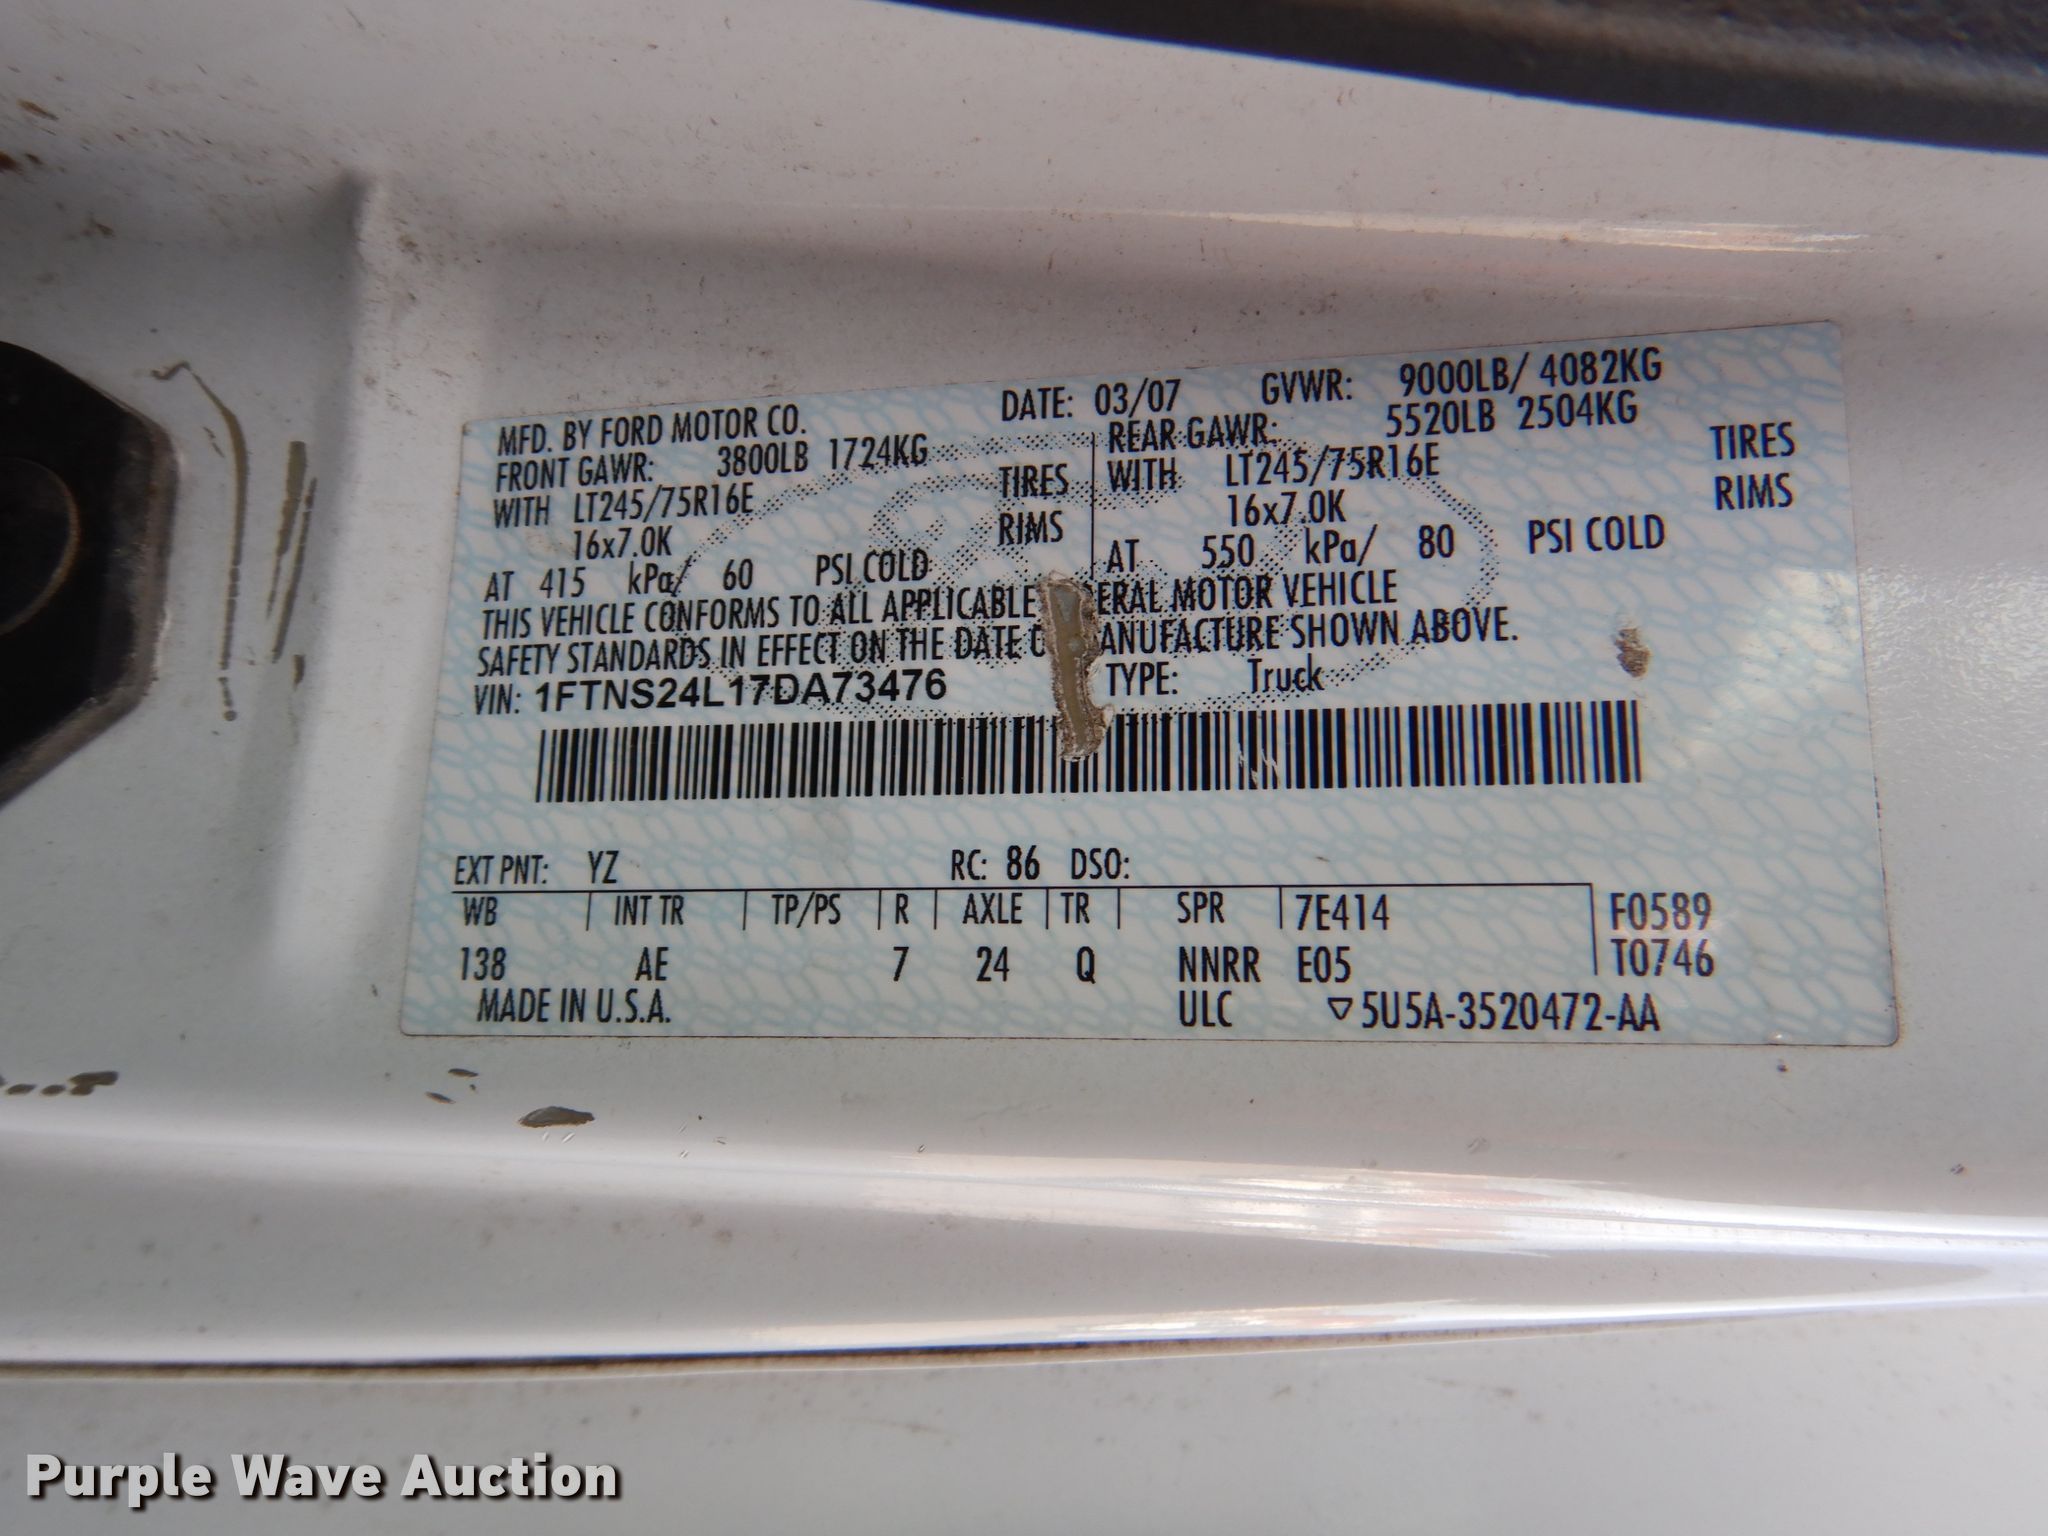 MFD. BY FORD MOTOR CO. DATE: 03/07 GVWR: 9000LB/ 4082KG
FRONT GAWR: 3800LB 1724KG REAR GAWR: 5520LB 2504KG
WITH LT245/75R16E TIRES WITH LT245/75R16E TIRES
16x7.0K RIMS 16x7.0K RIMS
AT 415 kPa/ 60 PSI COLD AT 550 kPa/ 80 PSI COLD
THIS VEHICLE CONFORMS TO ALL APPLICABLE ERAL MOTOR VEHICLE
SAFETY STANDARDS IN EFFECT ON THE DATE O ANUFACTURE SHOWN ABOVE.
VIN: 1FTNS24L17DA73476 TYPE: Truck
EXT PNT: YZ RC: 86 DSO:
WB INT TR TP/PS R AXLE TR SPR 7E414 F0589
138 AE 7 24 Q NNRR E05 T0746
MADE IN U.S.A. ULC ▽5U5A-3520472-AA
Purple Wave Auction